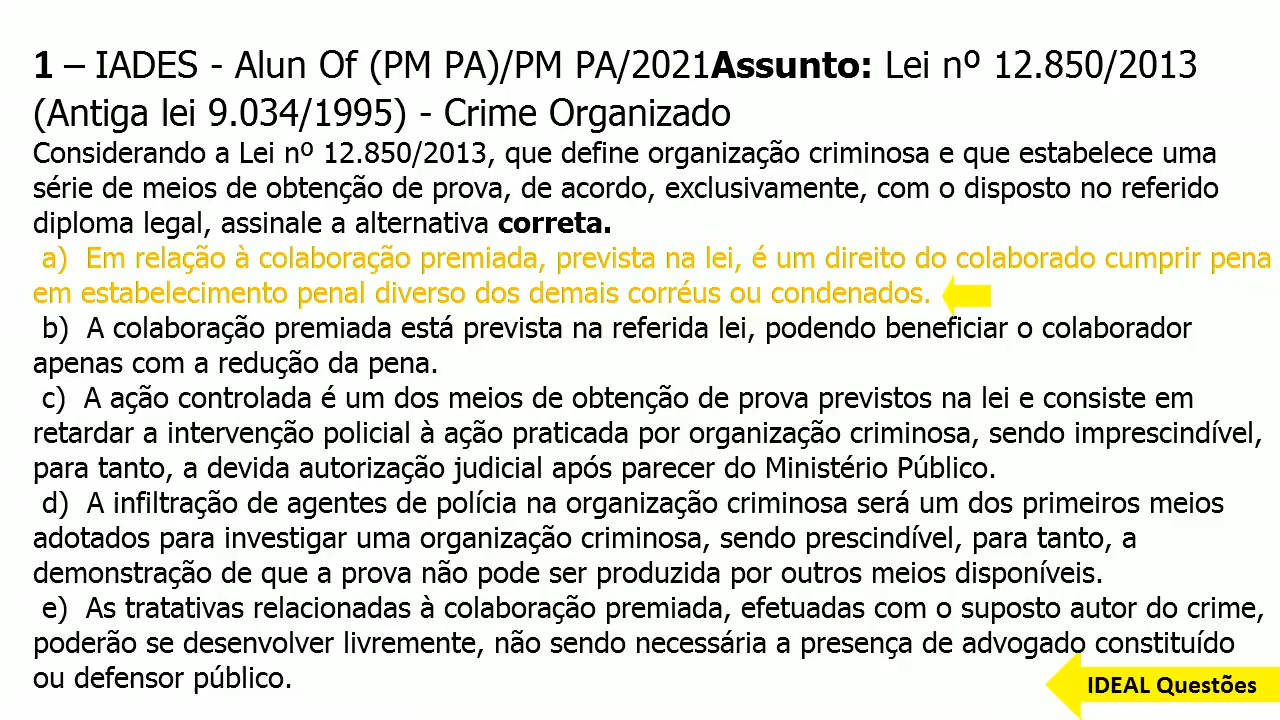 1 – IADES - Alun Of (PM PA)/PM PA/2021Assunto: Lei nº 12.850/2013
(Antiga lei 9.034/1995) - Crime Organizado
Considerando a Lei nº 12.850/2013, que define organização criminosa e que estabelece uma
série de meios de obtenção de prova, de acordo, exclusivamente, com o disposto no referido
diploma legal, assinale a alternativa correta.
a) Em relação à colaboração premiada, prevista na lei, é um direito do colaborado cumprir pena
em estabelecimento penal diverso dos demais corréus ou condenados.
b) A colaboração premiada está prevista na referida lei, podendo beneficiar o colaborador
apenas com a redução da pena.
c) A ação controlada é um dos meios de obtenção de prova previstos na lei e consiste em
retardar a intervenção policial à ação praticada por organização criminosa, sendo imprescindível,
para tanto, a devida autorização judicial após parecer do Ministério Público.
d) A infiltração de agentes de polícia na organização criminosa será um dos primeiros meios
adotados para investigar uma organização criminosa, sendo prescindível, para tanto, a
demonstração de que a prova não pode ser produzida por outros meios disponíveis.
e) As tratativas relacionadas à colaboração premiada, efetuadas com o suposto autor do crime,
poderão se desenvolver livremente, não sendo necessária a presença de advogado constituído
ou defensor público.
IDEAL Questões